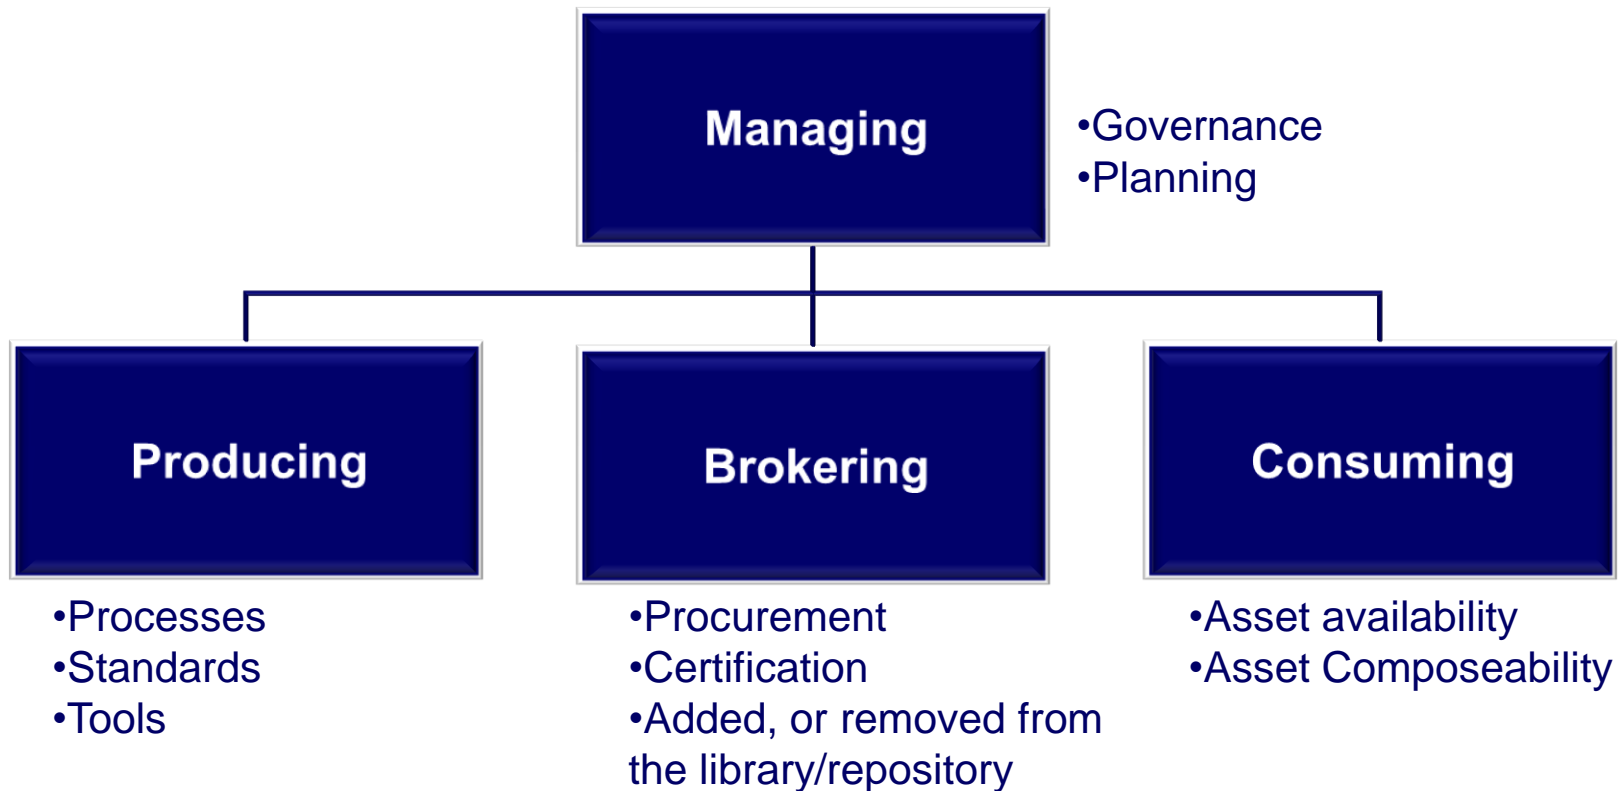 Managing
•Governance
•Planning
Producing
Brokering
Consuming
•Processes
•Standards
•Tools
•Procurement
•Certification
•Added, or removed from
the library/repository
•Asset availability
•Asset Composeability